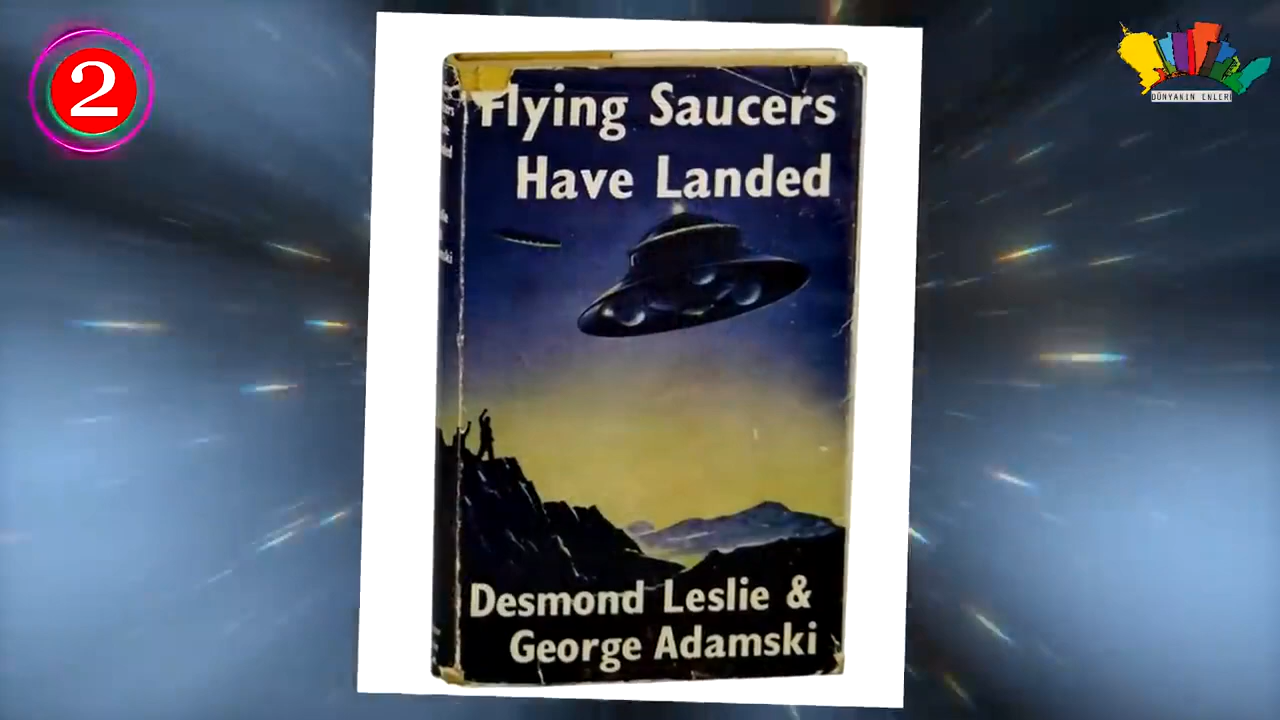 2
DÜNYANIN ENLERİ
Flying Saucers
Have Landed
Desmond Leslie &
George Adamski